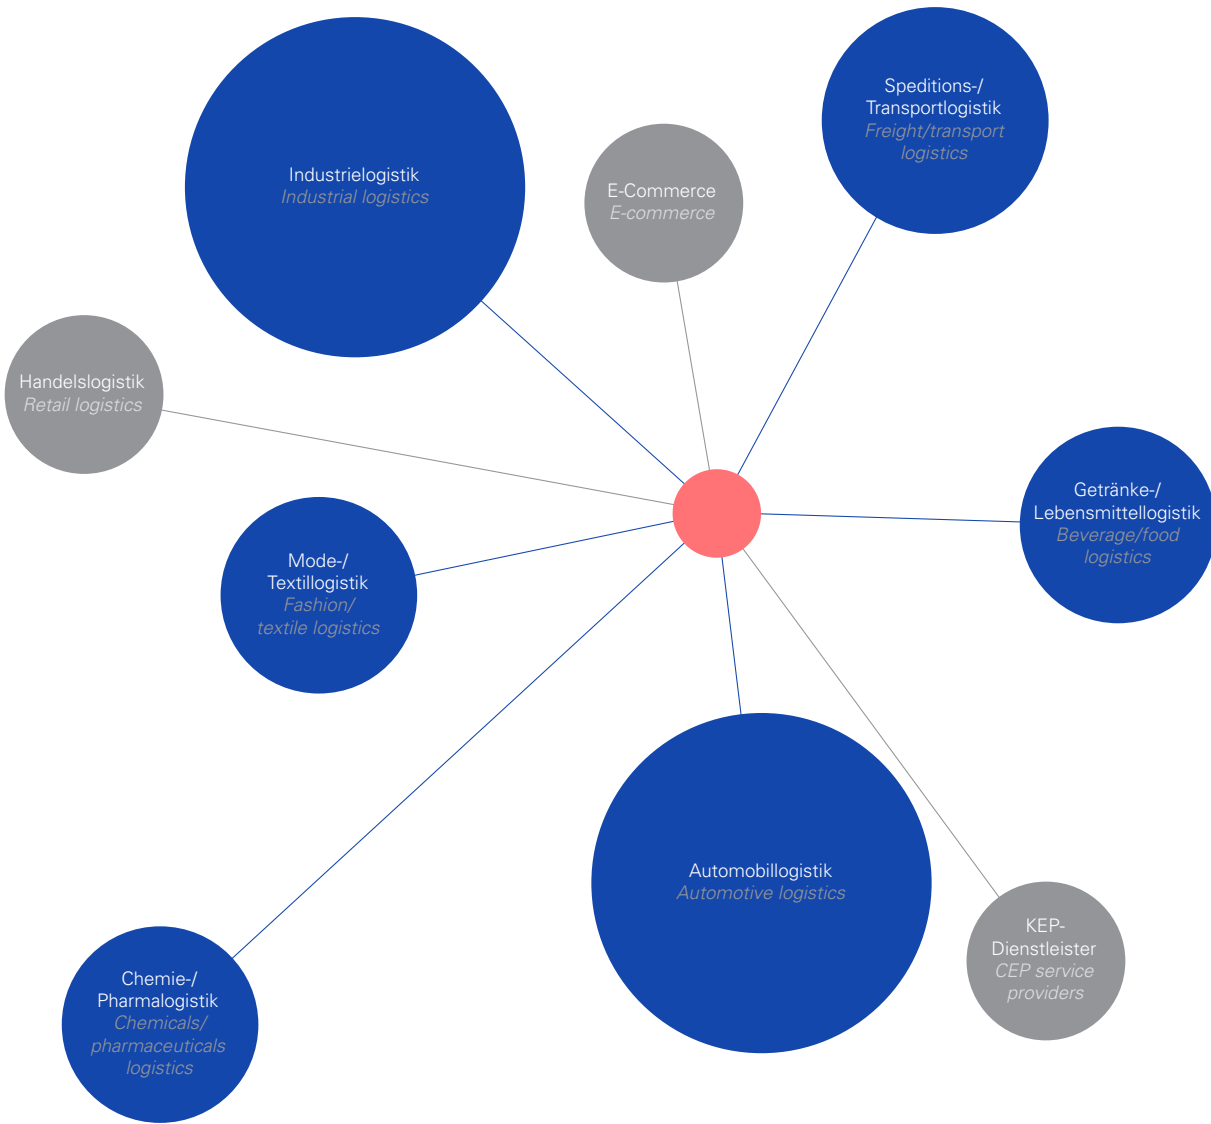 Speditions-/
Transportlogistik
Freight/transport
logistics
Industrielogistik
Industrial logistics
E-Commerce
E-commerce
Handelslogistik
Retail logistics
Getränke-/
Lebensmittellogistik
Beverage/food
logistics
Mode-/
Textillogistik
Fashion/
textile logistics
Automobillogistik
Automotive logistics
KEP-
Dienstleister
CEP service
providers
Chemie-/
Pharmalogistik
Chemicals/
pharmaceuticals
logistics